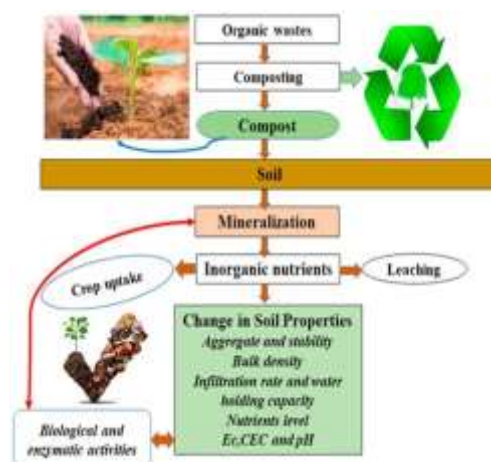 Organic wastes
Composting
Compost
Soil
Mineralization
Inorganic nutrients
Crop uptake
Leaching
Change in Soil Properties
Aggregate and stability
Bulk density
Infiltration rate and water
holding capacity
Nutrients level
Ec,CEC and pH
Biological and
enzymatic activities